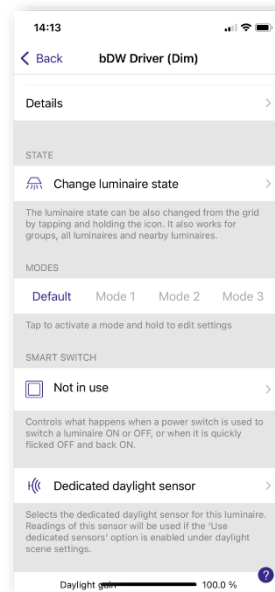 14:13
Back bDW Driver (Dim)
Details
STATE
Change luminaire state
The luminaire state can be also changed from the grid
by tapping and holding the icon. It also works for
groups, all luminaires and nearby luminaires.
MODES
Default Mode 1 Mode 2 Mode 3
Tap to activate a mode and hold to edit settings
SMART SWITCH
Not in use
Controls what happens when a power switch is used to
switch a luminaire ON or OFF, or when it is quickly
flicked OFF and back ON.
Dedicated daylight sensor
Selects the dedicated daylight sensor for this luminaire.
Readings of this sensor will be used if the 'Use
dedicated sensors' option is enabled under daylight
scene settings.
?
Daylight gain 100.0 %